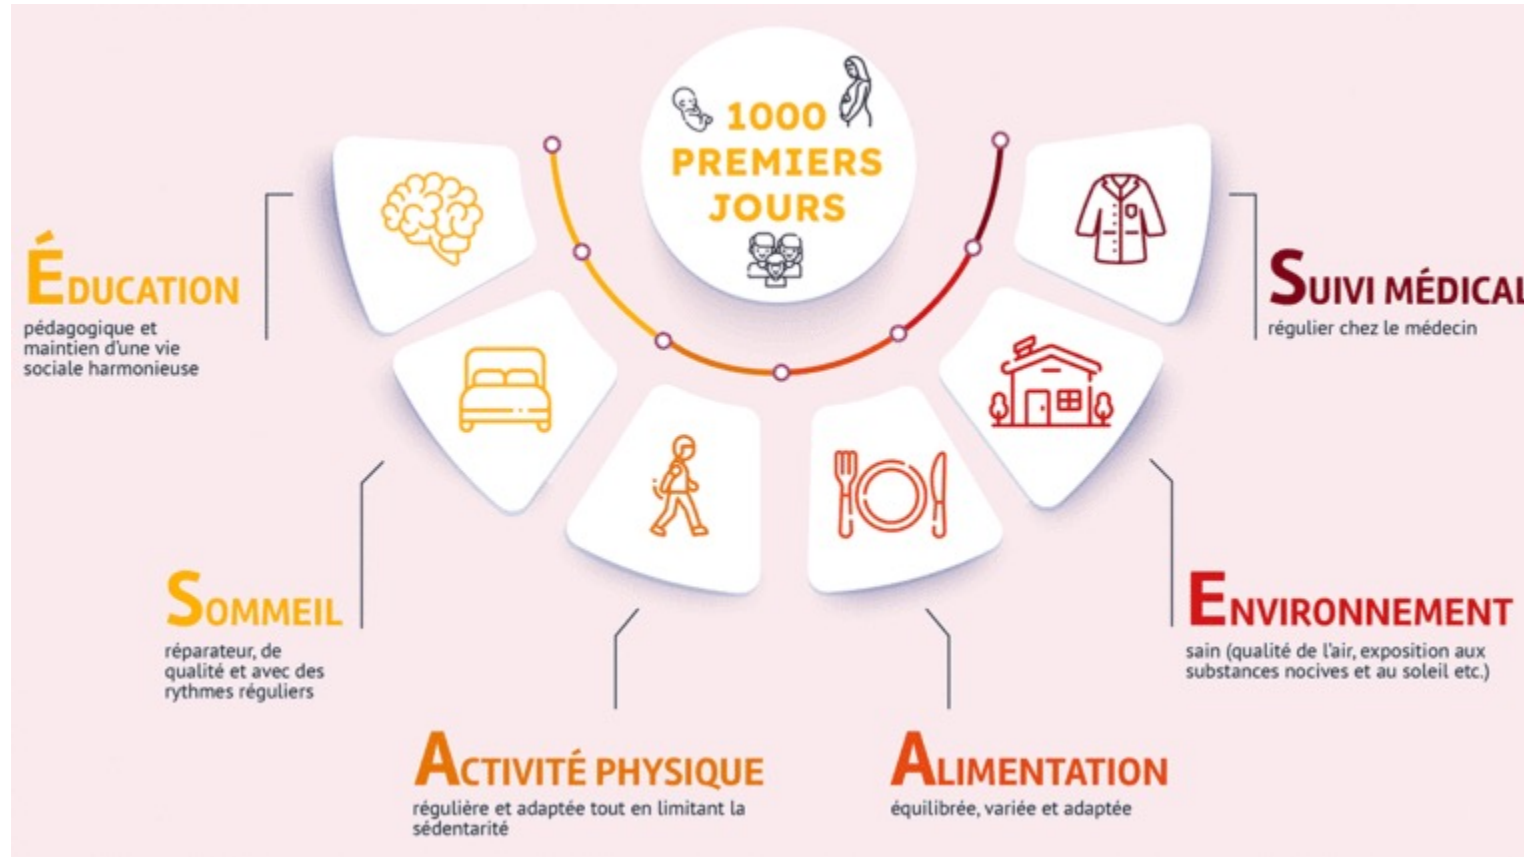 1000
PREMIERS
JOURS
ÉDUCATION
pédagogique et
maintien d'une vie
sociale harmonieuse
SOMMEIL
réparateur, de
qualité et avec des
rythmes réguliers
ACTIVITÉ PHYSIQUE
régulière et adaptée tout en limitant la
sédentarité
ALIMENTATION
équilibrée, variée et adaptée
ENVIRONNEMENT
sain (qualité de l'air, exposition aux
substances nocives et au soleil etc.)
SUIVI MÉDICAL
régulier chez le médecin